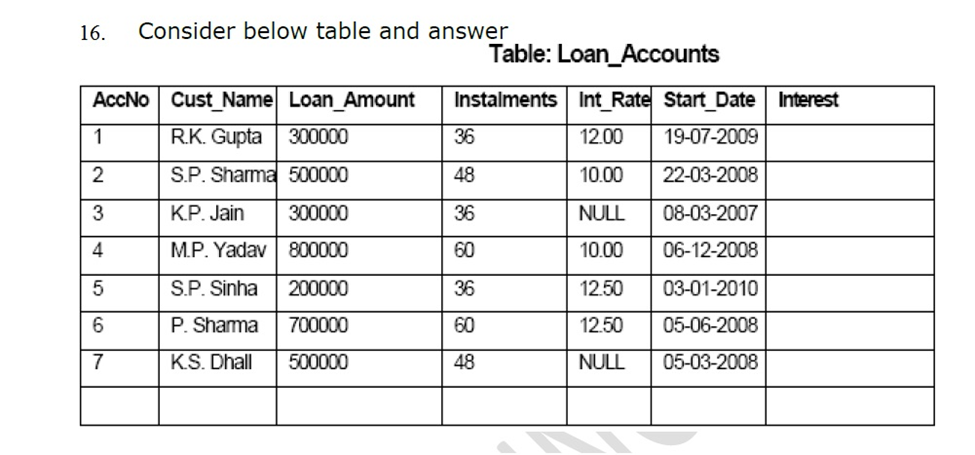 16. Consider below table and answer
Table: Loan_Accounts
AccNo Cust_Name Loan_Amount Instalments Int_Rate Start_Date Interest
1 R.K. Gupta 300000 36 12.00 19-07-2009
2 S.P. Sharma 500000 48 10.00 22-03-2008
3 K.P. Jain 300000 36 NULL 08-03-2007
4 M.P. Yadav 800000 60 10.00 06-12-2008
5 S.P. Sinha 200000 36 12.50 03-01-2010
6 P. Sharma 700000 60 12.50 05-06-2008
7 K.S. Dhall 500000 48 NULL 05-03-2008